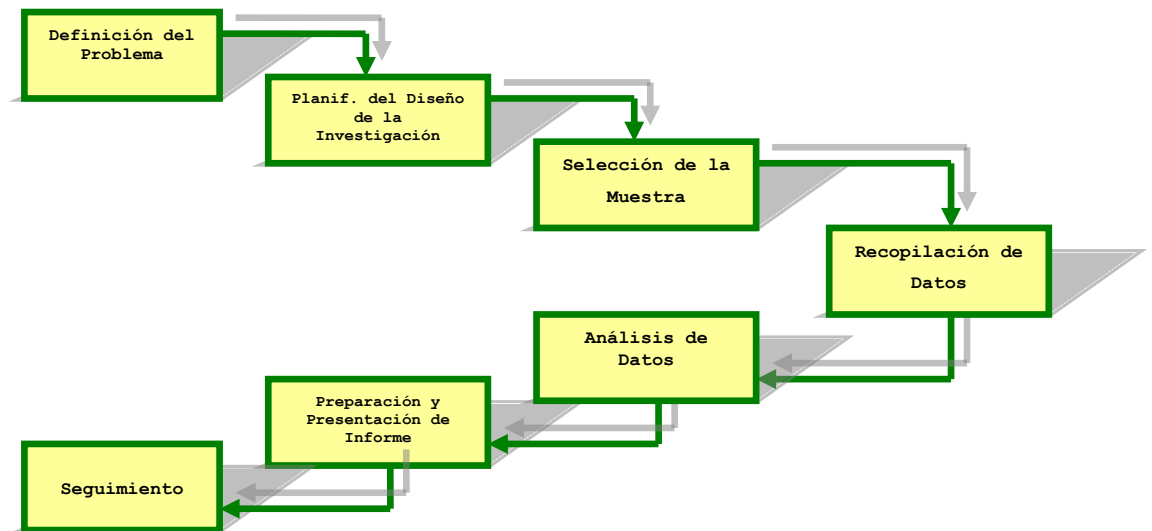 Definición del
Problema
Planif. del Diseño
de la
Investigación
Selección de la
Muestra
Recopilación de
Datos
Análisis de
Datos
Preparación y
Presentación de
Informe
Seguimiento